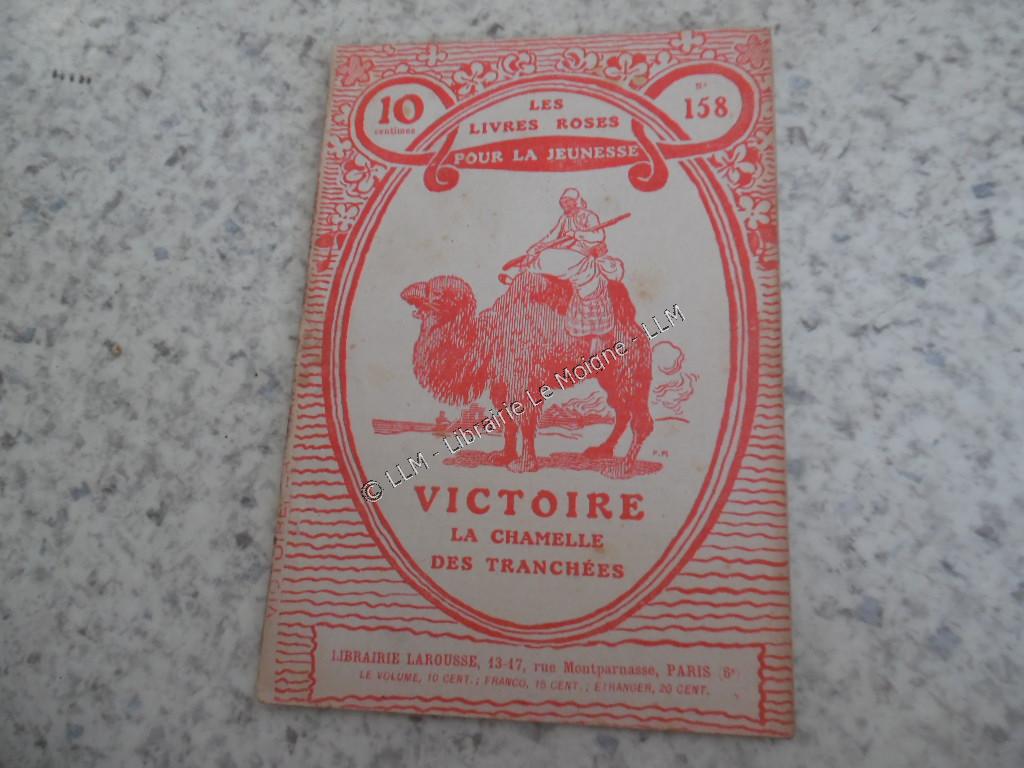 10
centimes
LES
LIVRES ROSES
POUR LA JEUNESSE
N°
158
F. R.
VICTOIRE
LA CHAMELLE
DES TRANCHÉES
LIBRAIRIE LAROUSSE, 13-17, rue Montparnasse, PARIS (6e)
LE VOLUME, 10 CENT.; FRANCO, 15 CENT.; ÉTRANGER, 20 CENT.
© LLM - Librairie Le Moigne - LLM